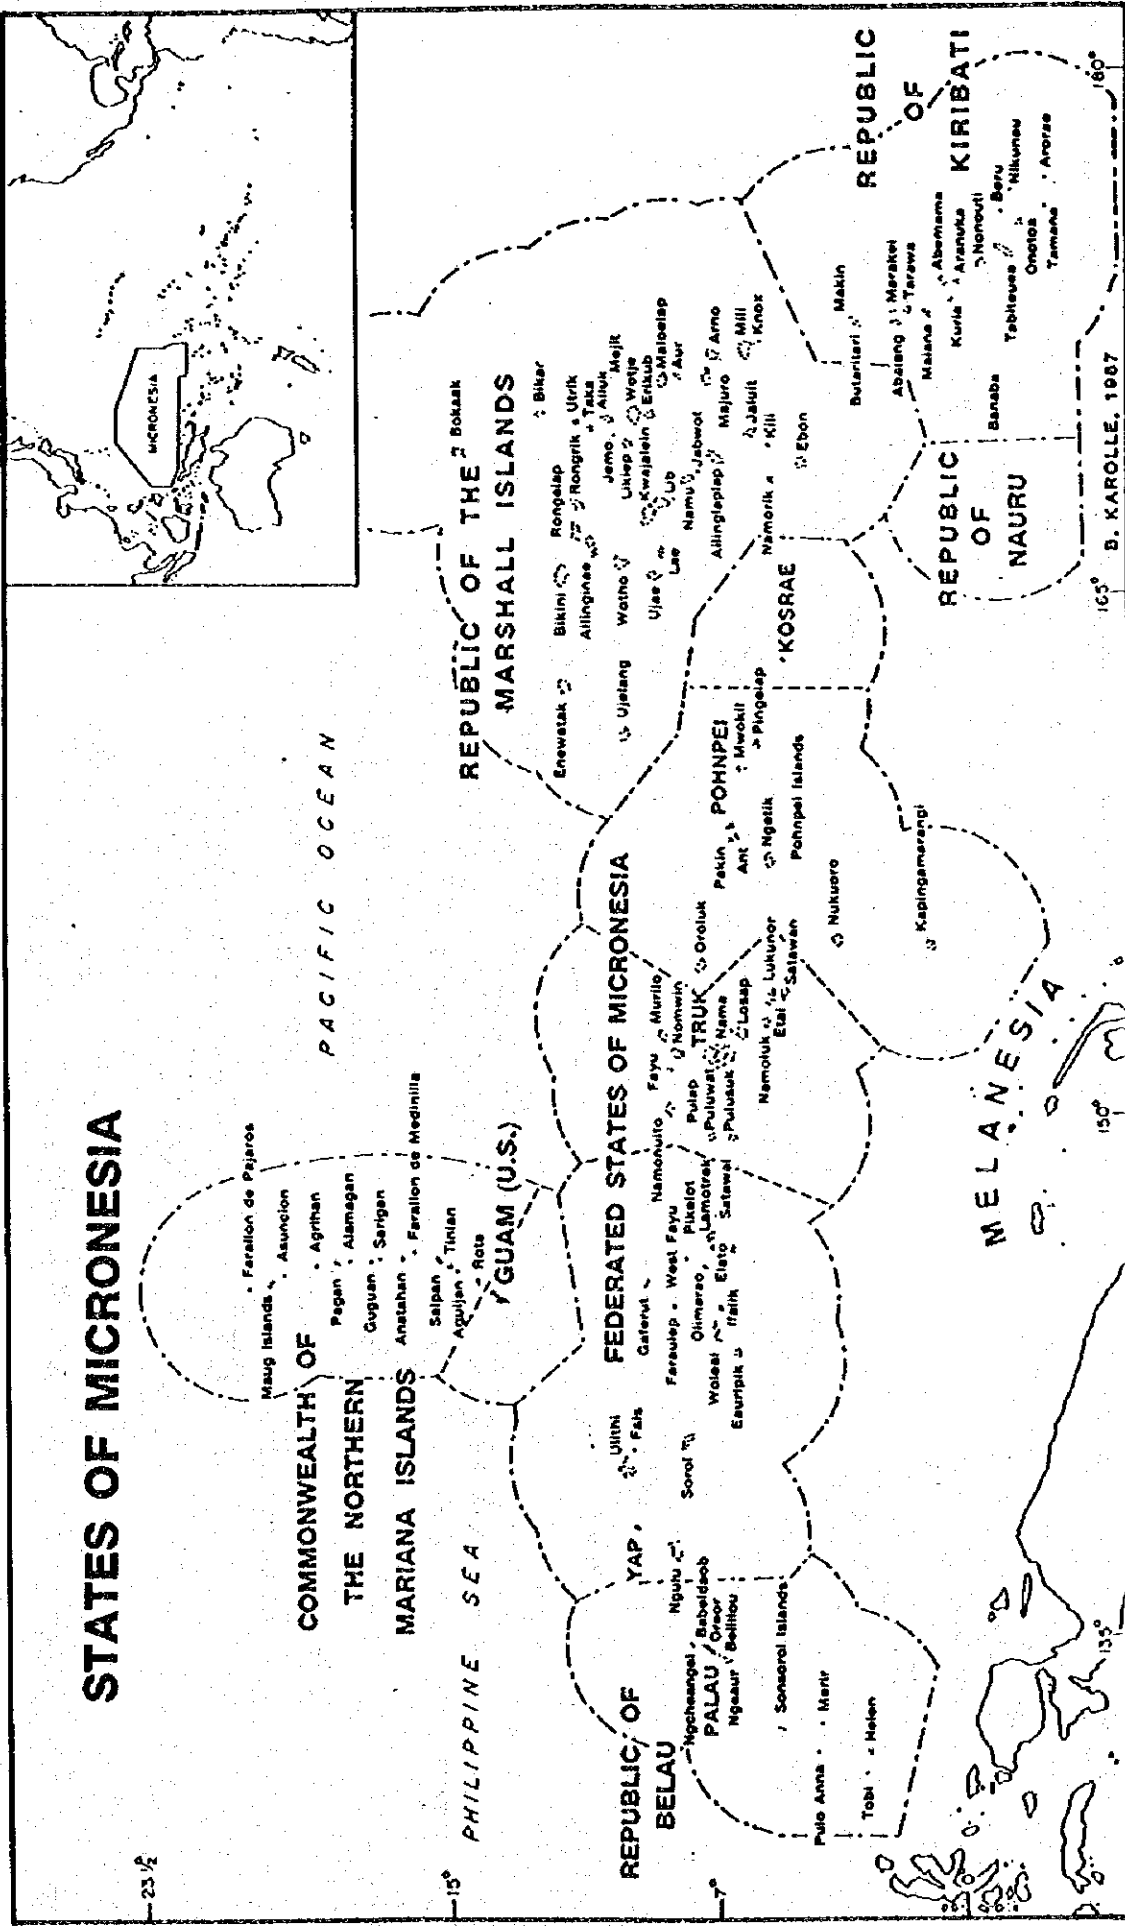 STATES OF MICRONESIA
MICRONESIA
PACIFIC OCEAN
PHILIPPINE SEA
MELANESIA
23 ½°
15°
7°
135°
150°
165°
180°
COMMONWEALTH OF
THE NORTHERN
MARIANA ISLANDS
Farallon de Pajaros
Maug Islands
Asuncion
Agrihan
Pagan
Alamagan
Guguan
Sarigan
Anatahan
Farallon de Medinilla
Saipan
Tinian
Aguijan
Rota
GUAM (U.S.)
REPUBLIC OF
BELAU
Ngcheangel
Babeldaob
PALAU
Oreor
Ngeaur
Beliliou
Sonsorol Islands
Pulo Anna
Merir
Tobi
Helen
FEDERATED STATES OF MICRONESIA
YAP
Ulithi
Fais
Ngulu
Sorol
Gaferut
Faraulep
West Fayu
Pikelot
Olimarao
Lamotrek
Woleai
Elato
Satawal
Ifalik
Eauripik
Namonuito
Fayu
Murilo
Nomwin
Pulap
TRUK
Puluwat
Nama
Pulusuk
Losap
Namoluk
Etal
Lukunor
Satawan
Oroluk
Pakin
POHNPEI
Ant
Mwokil
Pingelap
Ngatik
Pohnpei Islands
Nukuoro
Kapingamarangi
KOSRAE
REPUBLIC OF THE
MARSHALL ISLANDS
Bokaak
Bikar
Enewetak
Bikini
Rongelap
Rongrik
Utrik
Ailinginae
Taka
Jemo
Ailuk
Mejit
Ujelang
Wotho
Likiep
Wotje
Kwajalein
Erikub
Maloelap
Aur
Ujae
Lae
Lib
Namu
Jabwot
Ailinglaplap
Majuro
Arno
Jaluit
Mili
Knox
Kili
Namorik
Ebon
REPUBLIC
OF
NAURU
REPUBLIC
OF
KIRIBATI
Makin
Butaritari
Abaiang
Marakei
Tarawa
Maiana
Abemama
Kuria
Aranuka
Nonouti
Tabiteuea
Beru
Nikunau
Onotoa
Tamana
Arorae
Banaba
B. KAROLLE, 1987